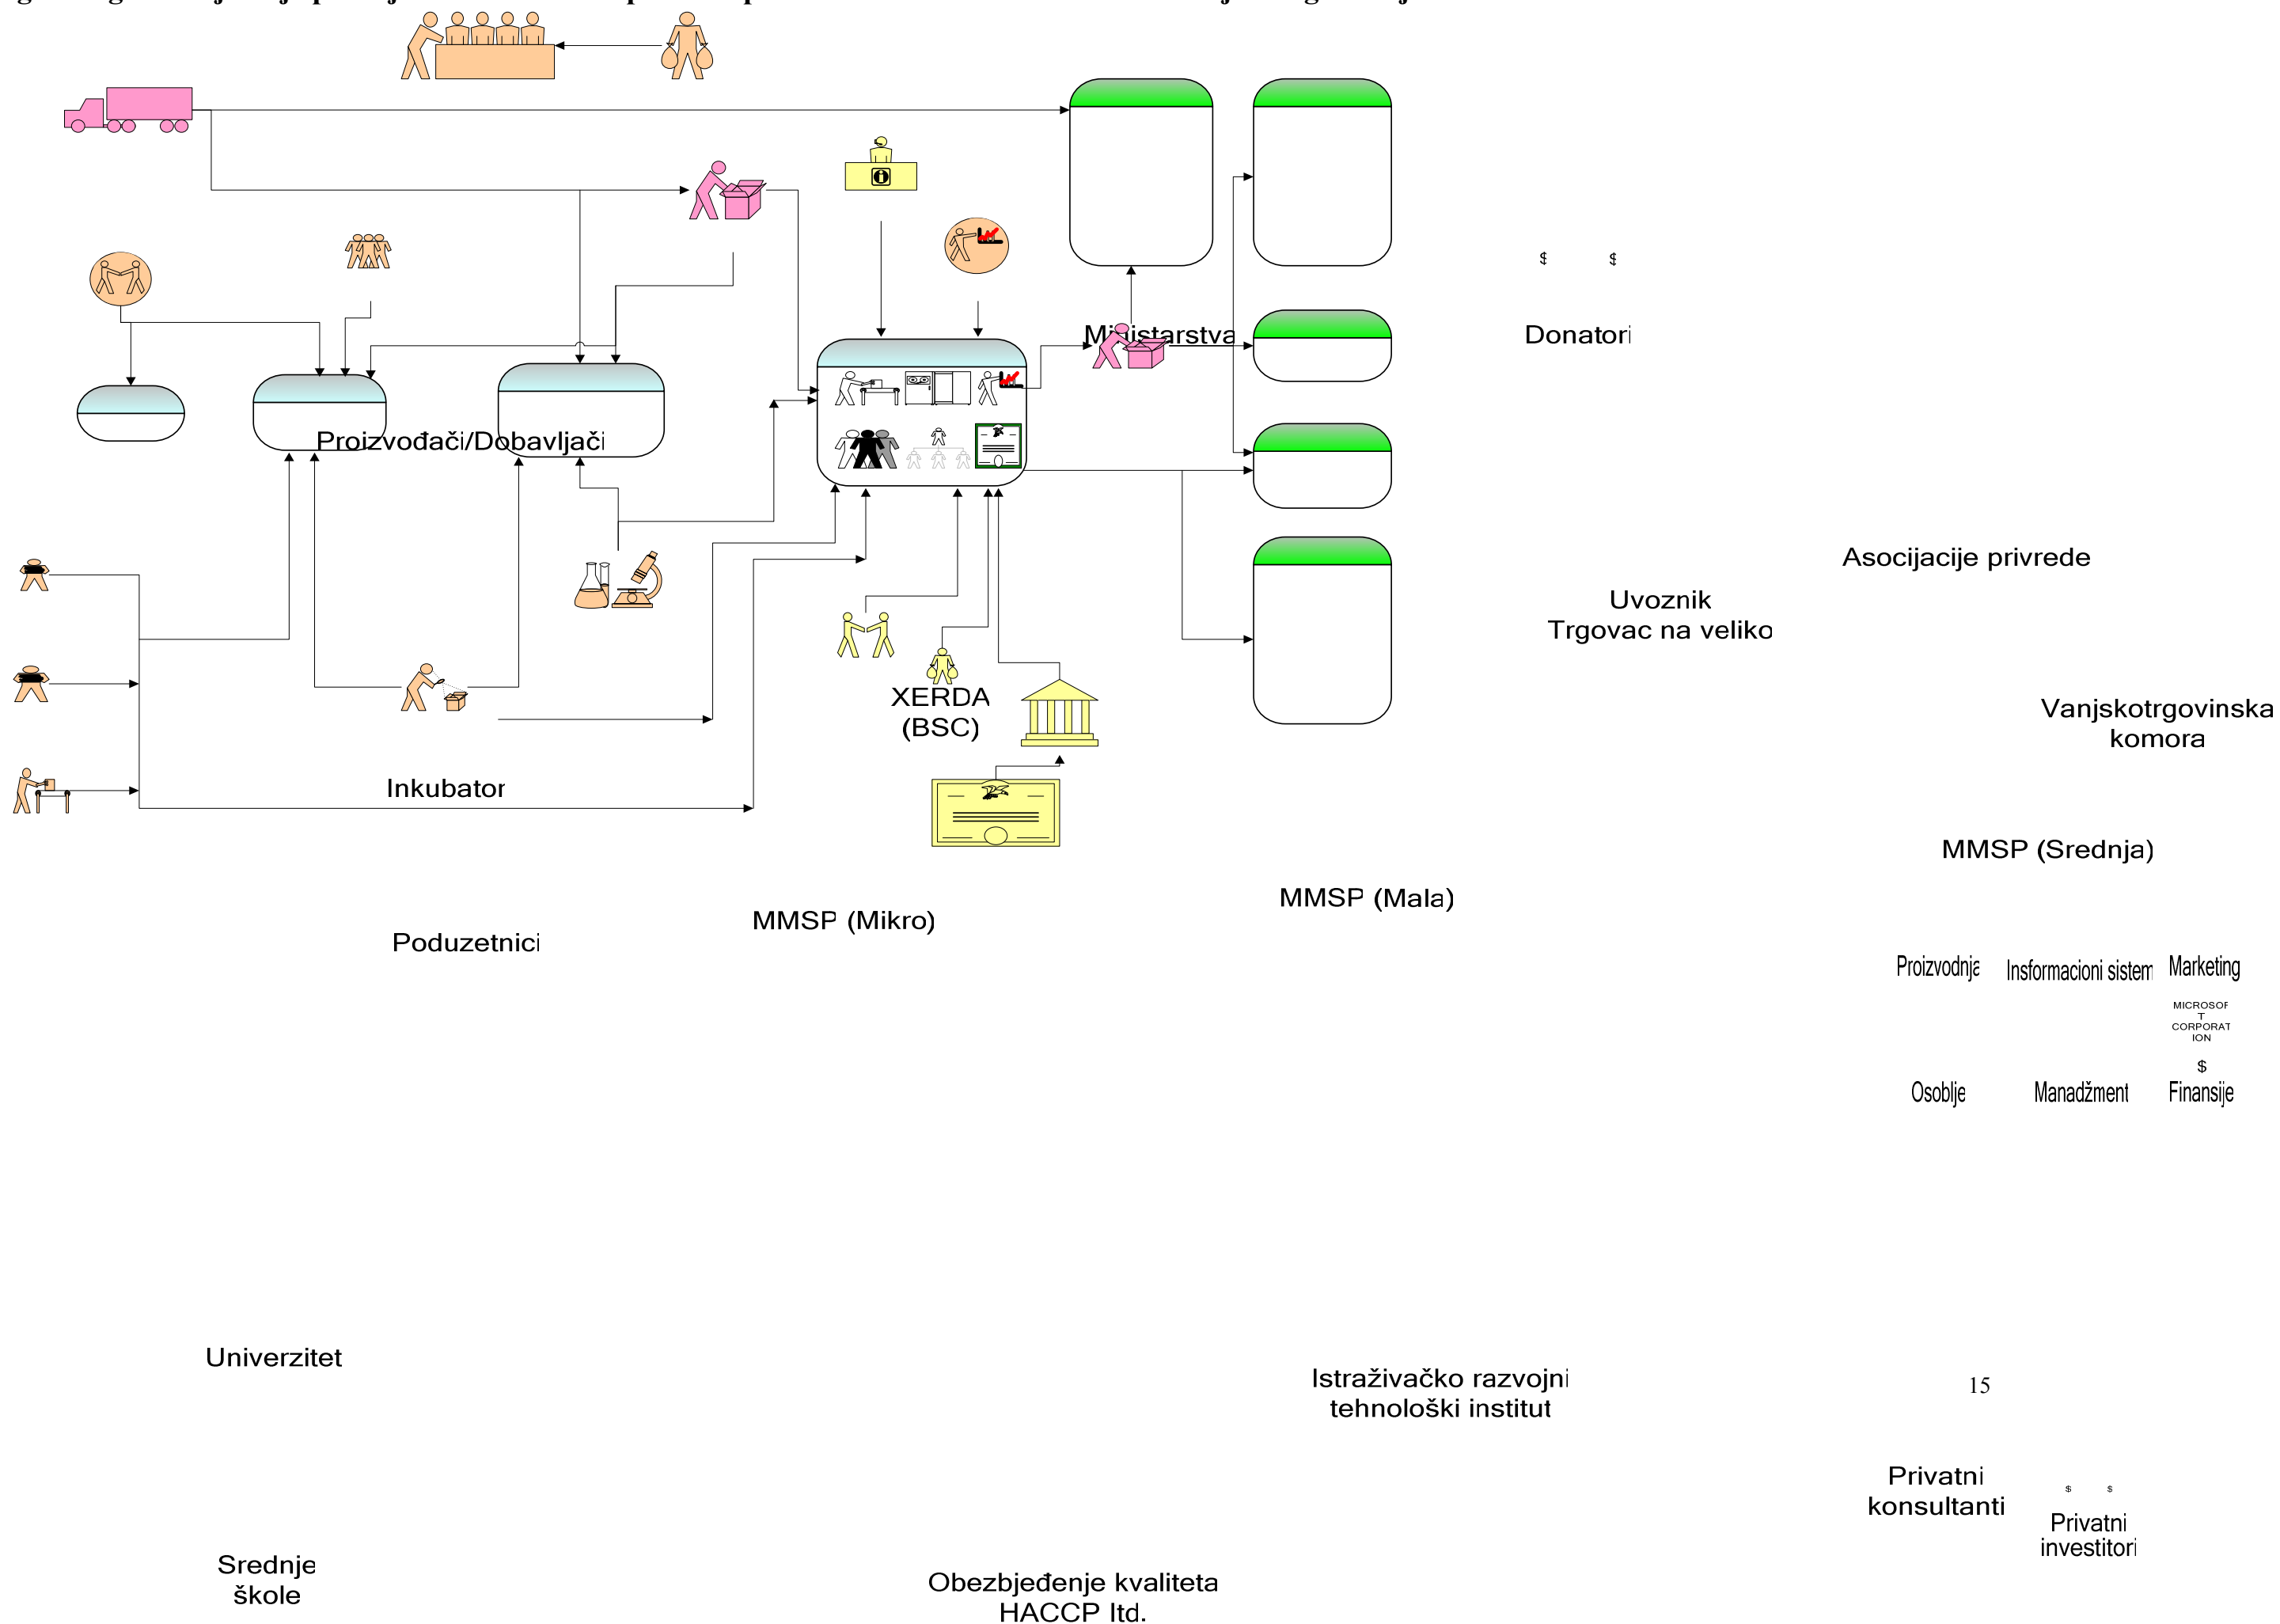 $ $
Ministarstva
Donatori
Proizvođači/Dobavljači
Asocijacije privrede
Uvoznik
Trgovac na veliko
XERDA
(BSC)
Vanjskotrgovinska
komora
Inkubator
MMSP (Srednja)
MMSP (Mala)
MMSP (Mikro)
Poduzetnici
Proizvodnja
Insformacioni sistem
Marketing
MICROSOF
T
CORPORAT
ION
$
Osoblje
Manadžment
Finansije
Univerzitet
Istraživačko razvojni
tehnološki institut
15
Privatni
konsultanti
$ $
Privatni
investitori
Srednje
škole
Obezbjeđenje kvaliteta
HACCP ltd.